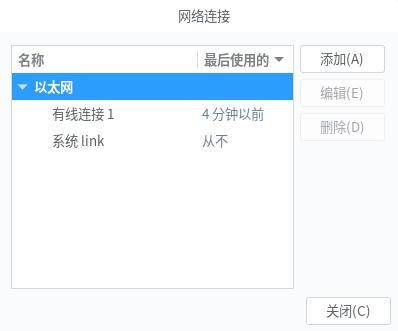 网络连接
名称 最后使用的 添加(A)
以太网 编辑(E)
有线连接 1 4 分钟以前
删除(D)
系统 link 从不
关闭(C)